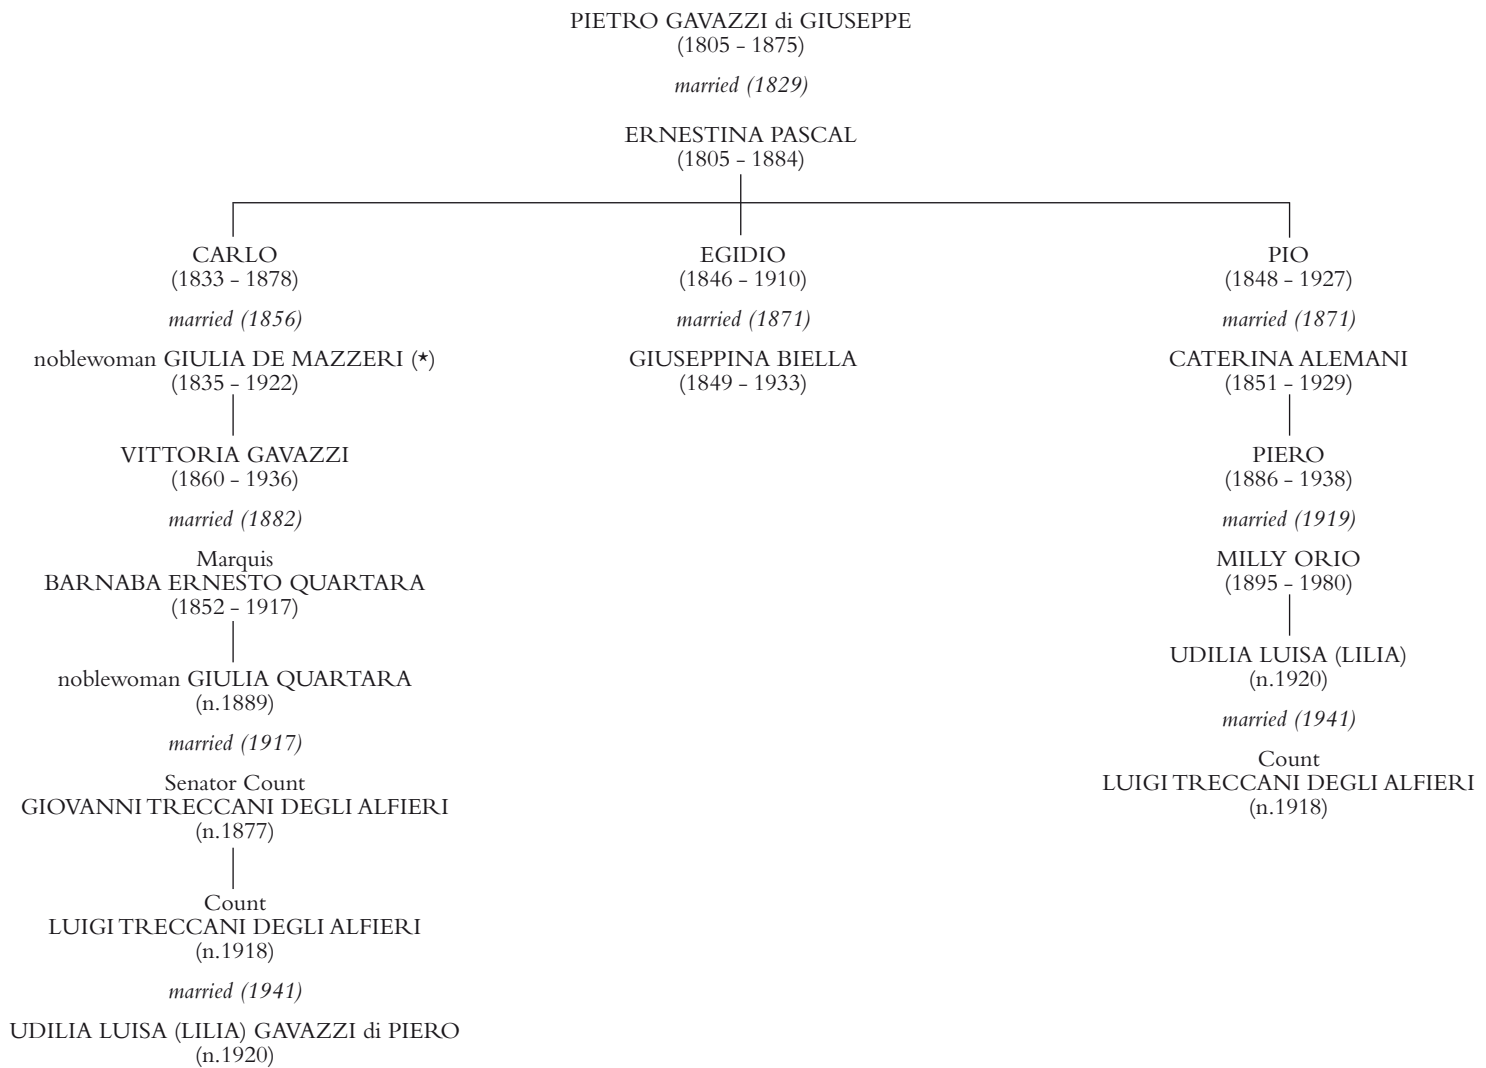 PIETRO GAVAZZI di GIUSEPPE
(1805 – 1875)
married (1829)
ERNESTINA PASCAL
(1805 – 1884)
CARLO
(1833 – 1878)
married (1856)
noblewoman GIULIA DE MAZZERI (★)
(1835 – 1922)
VITTORIA GAVAZZI
(1860 – 1936)
married (1882)
Marquis
BARNABA ERNESTO QUARTARA
(1852 – 1917)
noblewoman GIULIA QUARTARA
(n.1889)
married (1917)
Senator Count
GIOVANNI TRECCANI DEGLI ALFIERI
(n.1877)
Count
LUIGI TRECCANI DEGLI ALFIERI
(n.1918)
married (1941)
UDILIA LUISA (LILIA) GAVAZZI di PIERO
(n.1920)
EGIDIO
(1846 – 1910)
married (1871)
GIUSEPPINA BIELLA
(1849 – 1933)
PIO
(1848 – 1927)
married (1871)
CATERINA ALEMANI
(1851 – 1929)
PIERO
(1886 – 1938)
married (1919)
MILLY ORIO
(1895 – 1980)
UDILIA LUISA (LILIA)
(n.1920)
married (1941)
Count
LUIGI TRECCANI DEGLI ALFIERI
(n.1918)